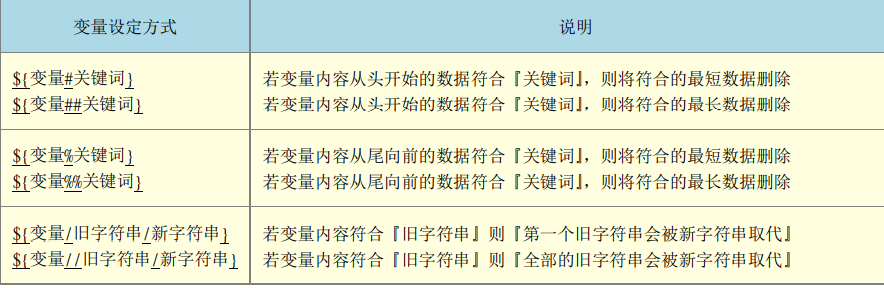 变量设定方式 说明
${变量#关键词} 若变量内容从头开始的数据符合『关键词』，则将符合的最短数据删除
${变量##关键词} 若变量内容从头开始的数据符合『关键词』，则将符合的最长数据删除
${变量%关键词} 若变量内容从尾向前的数据符合『关键词』，则将符合的最短数据删除
${变量%%关键词} 若变量内容从尾向前的数据符合『关键词』，则将符合的最长数据删除
${变量/旧字符串/新字符串} 若变量内容符合『旧字符串』则『第一个旧字符串会被新字符串取代』
${变量//旧字符串/新字符串} 若变量内容符合『旧字符串』则『全部的旧字符串会被新字符串取代』